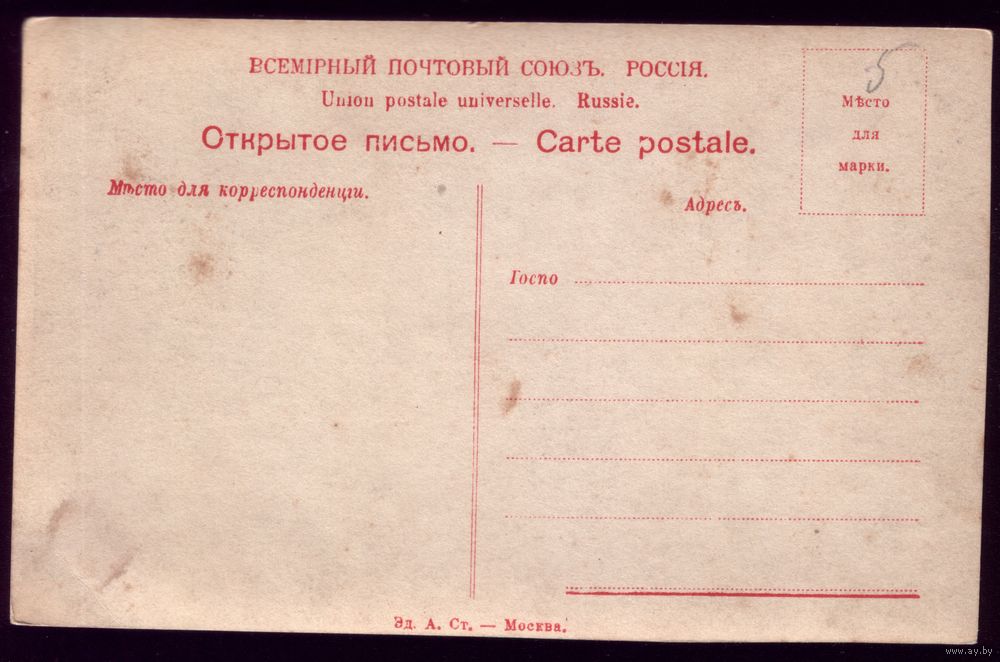 ВСЕМІРНЫЙ ПОЧТОВЫЙ СОЮЗЪ. РОССІЯ.
Union postale universelle. Russie.
Открытое письмо. — Carte postale.
5
Мѣсто
для
марки.
Мѣсто для корреспонденціи.
Адресъ.
Госпо
Эд. А. Ст. — Москва.
www.ay.by